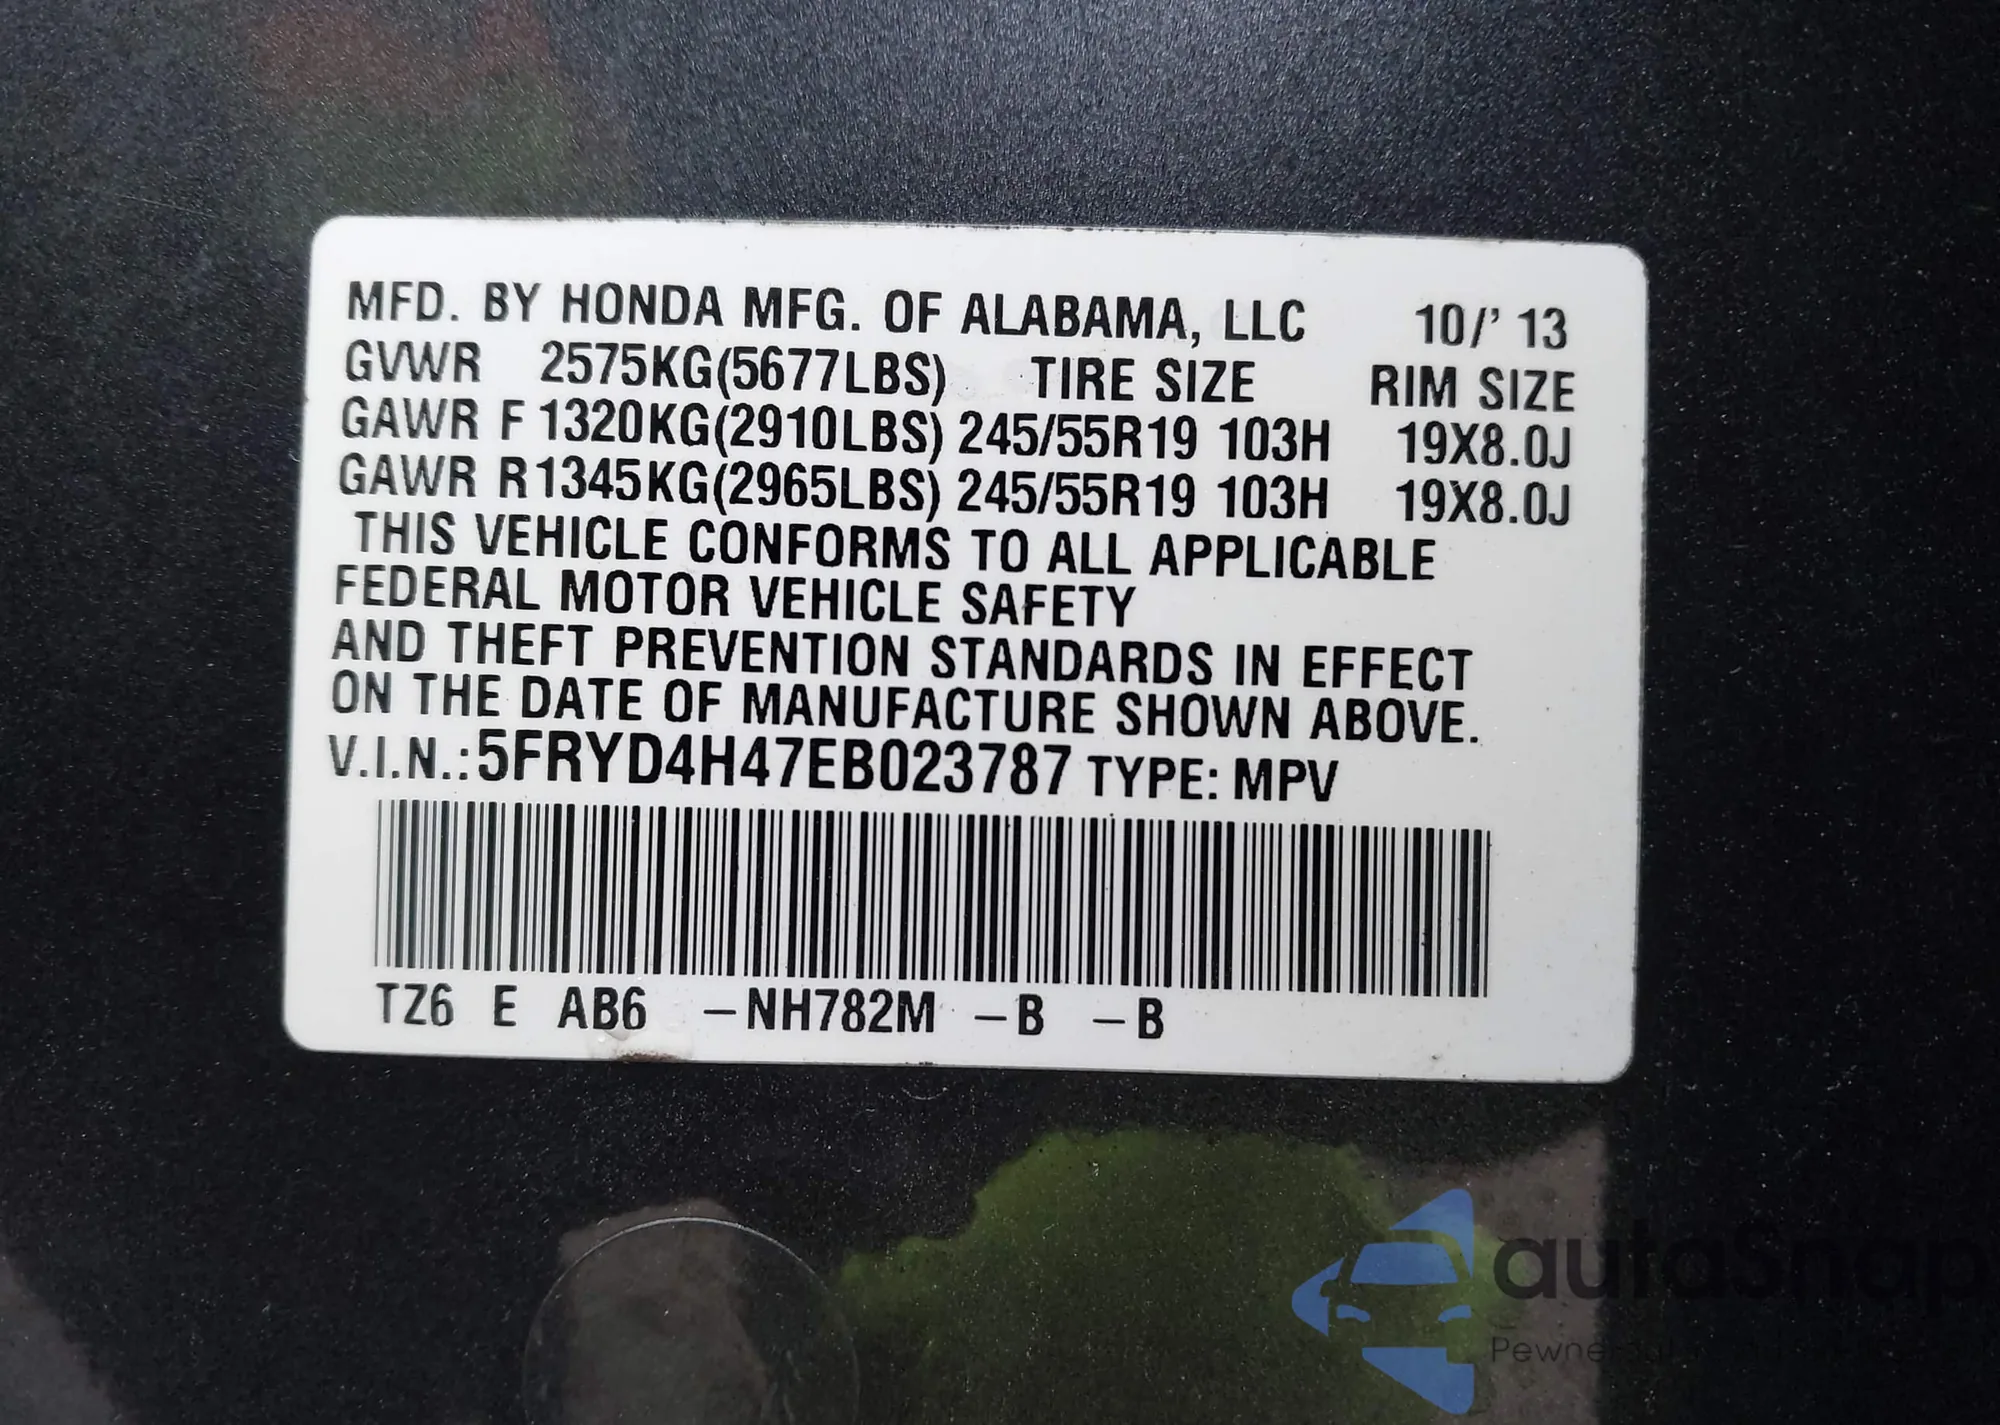 MFD. BY HONDA MFG. OF ALABAMA, LLC 10/' 13
GVWR 2575KG(5677LBS) TIRE SIZE RIM SIZE
GAWR F 1320KG(2910LBS) 245/55R19 103H 19X8.0J
GAWR R1345KG(2965LBS) 245/55R19 103H 19X8.0J
THIS VEHICLE CONFORMS TO ALL APPLICABLE
FEDERAL MOTOR VEHICLE SAFETY
AND THEFT PREVENTION STANDARDS IN EFFECT
ON THE DATE OF MANUFACTURE SHOWN ABOVE.
V.I.N.:5FRYD4H47EB023787 TYPE: MPV
TZ6 E AB6 -NH782M -B -B
autaSnap